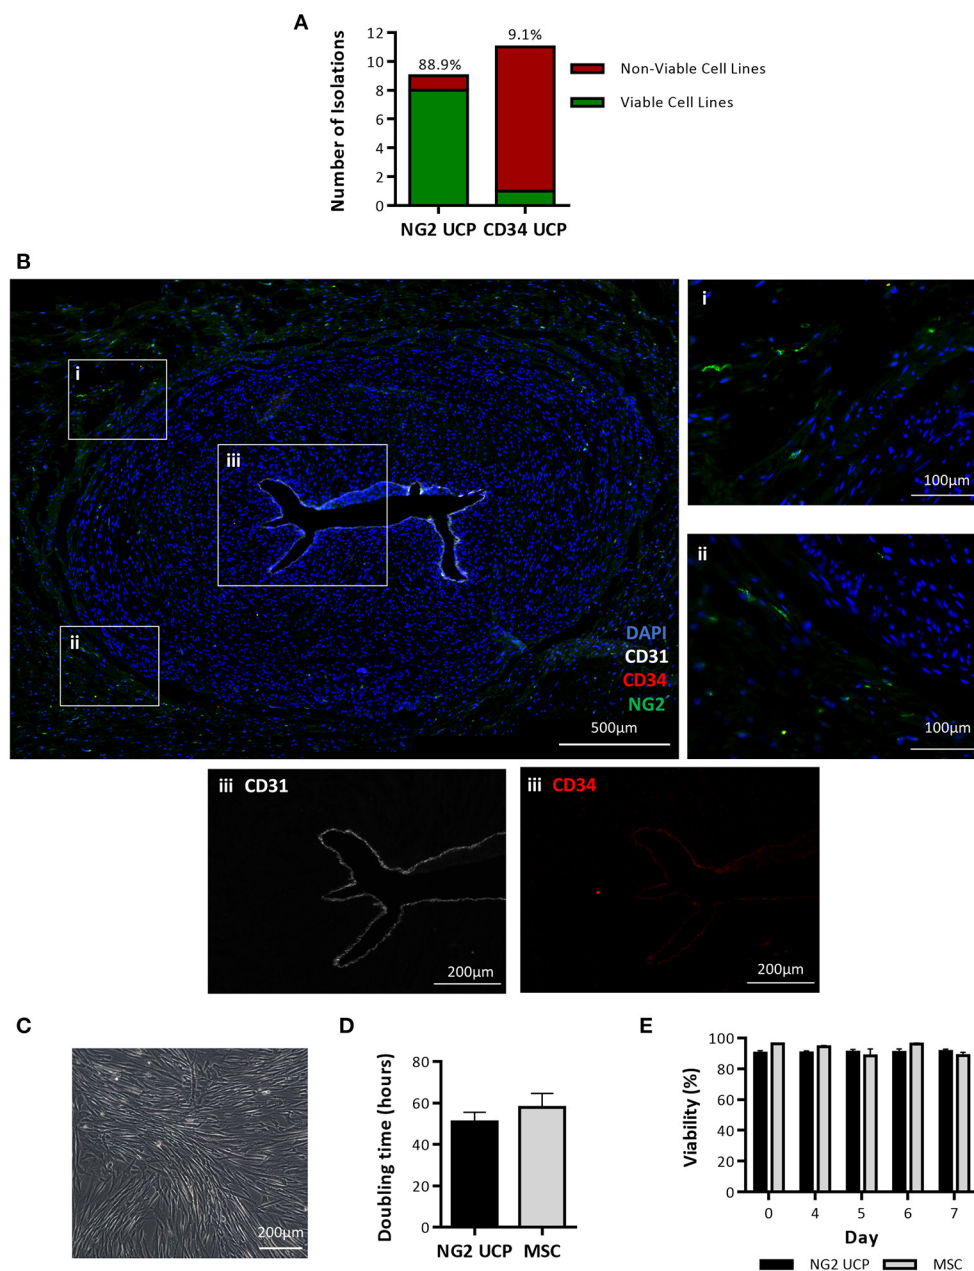 A
Number of Isolations
12
10
8
6
4
2
0
88.9%
9.1%
NG2 UCP
CD34 UCP
Non-Viable Cell Lines
Viable Cell Lines
B
i
iii
ii
DAPI
CD31
CD34
NG2
500µm
i
100µm
ii
100µm
iii CD31
200µm
iii CD34
200µm
C
200µm
D
Doubling time (hours)
80
60
40
20
0
NG2 UCP
MSC
E
Viability (%)
100
80
60
40
20
0
0 4 5 6 7
Day
NG2 UCP
MSC